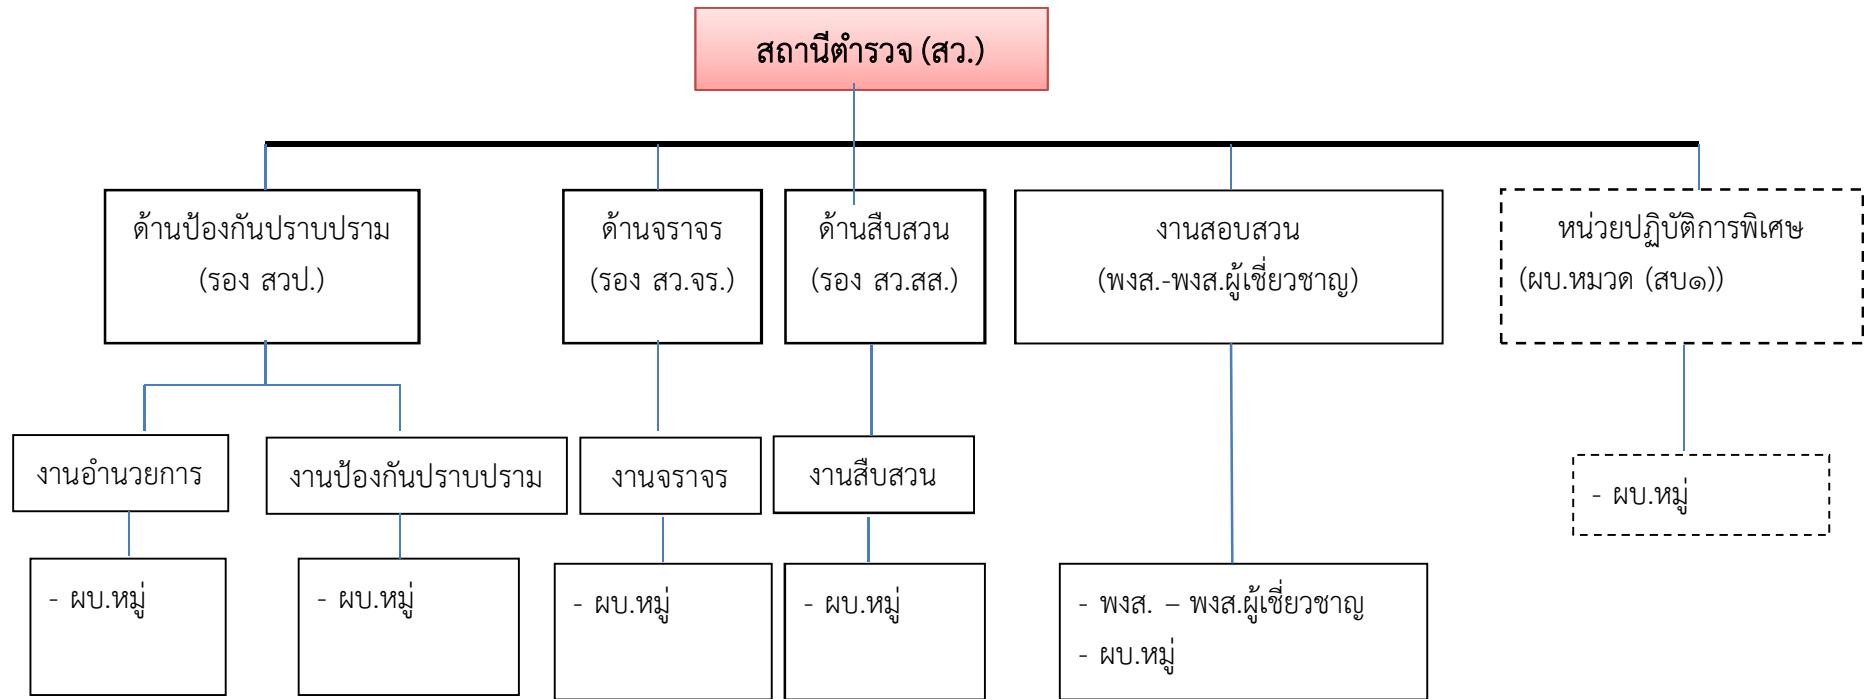 สถานีตำรวจ (สว.)
ด้านป้องกันปราบปราม
(รอง สวป.)
ด้านจราจร
(รอง สว.จร.)
ด้านสืบสวน
(รอง สว.สส.)
งานสอบสวน
(พงส.-พงส.ผู้เชี่ยวชาญ)
หน่วยปฏิบัติการพิเศษ
(ผบ.หมวด (สบ๑))
งานอำนวยการ
งานป้องกันปราบปราม
งานจราจร
งานสืบสวน
- ผบ.หมู่
- ผบ.หมู่
- ผบ.หมู่
- ผบ.หมู่
- พงส. – พงส.ผู้เชี่ยวชาญ
- ผบ.หมู่
- ผบ.หมู่